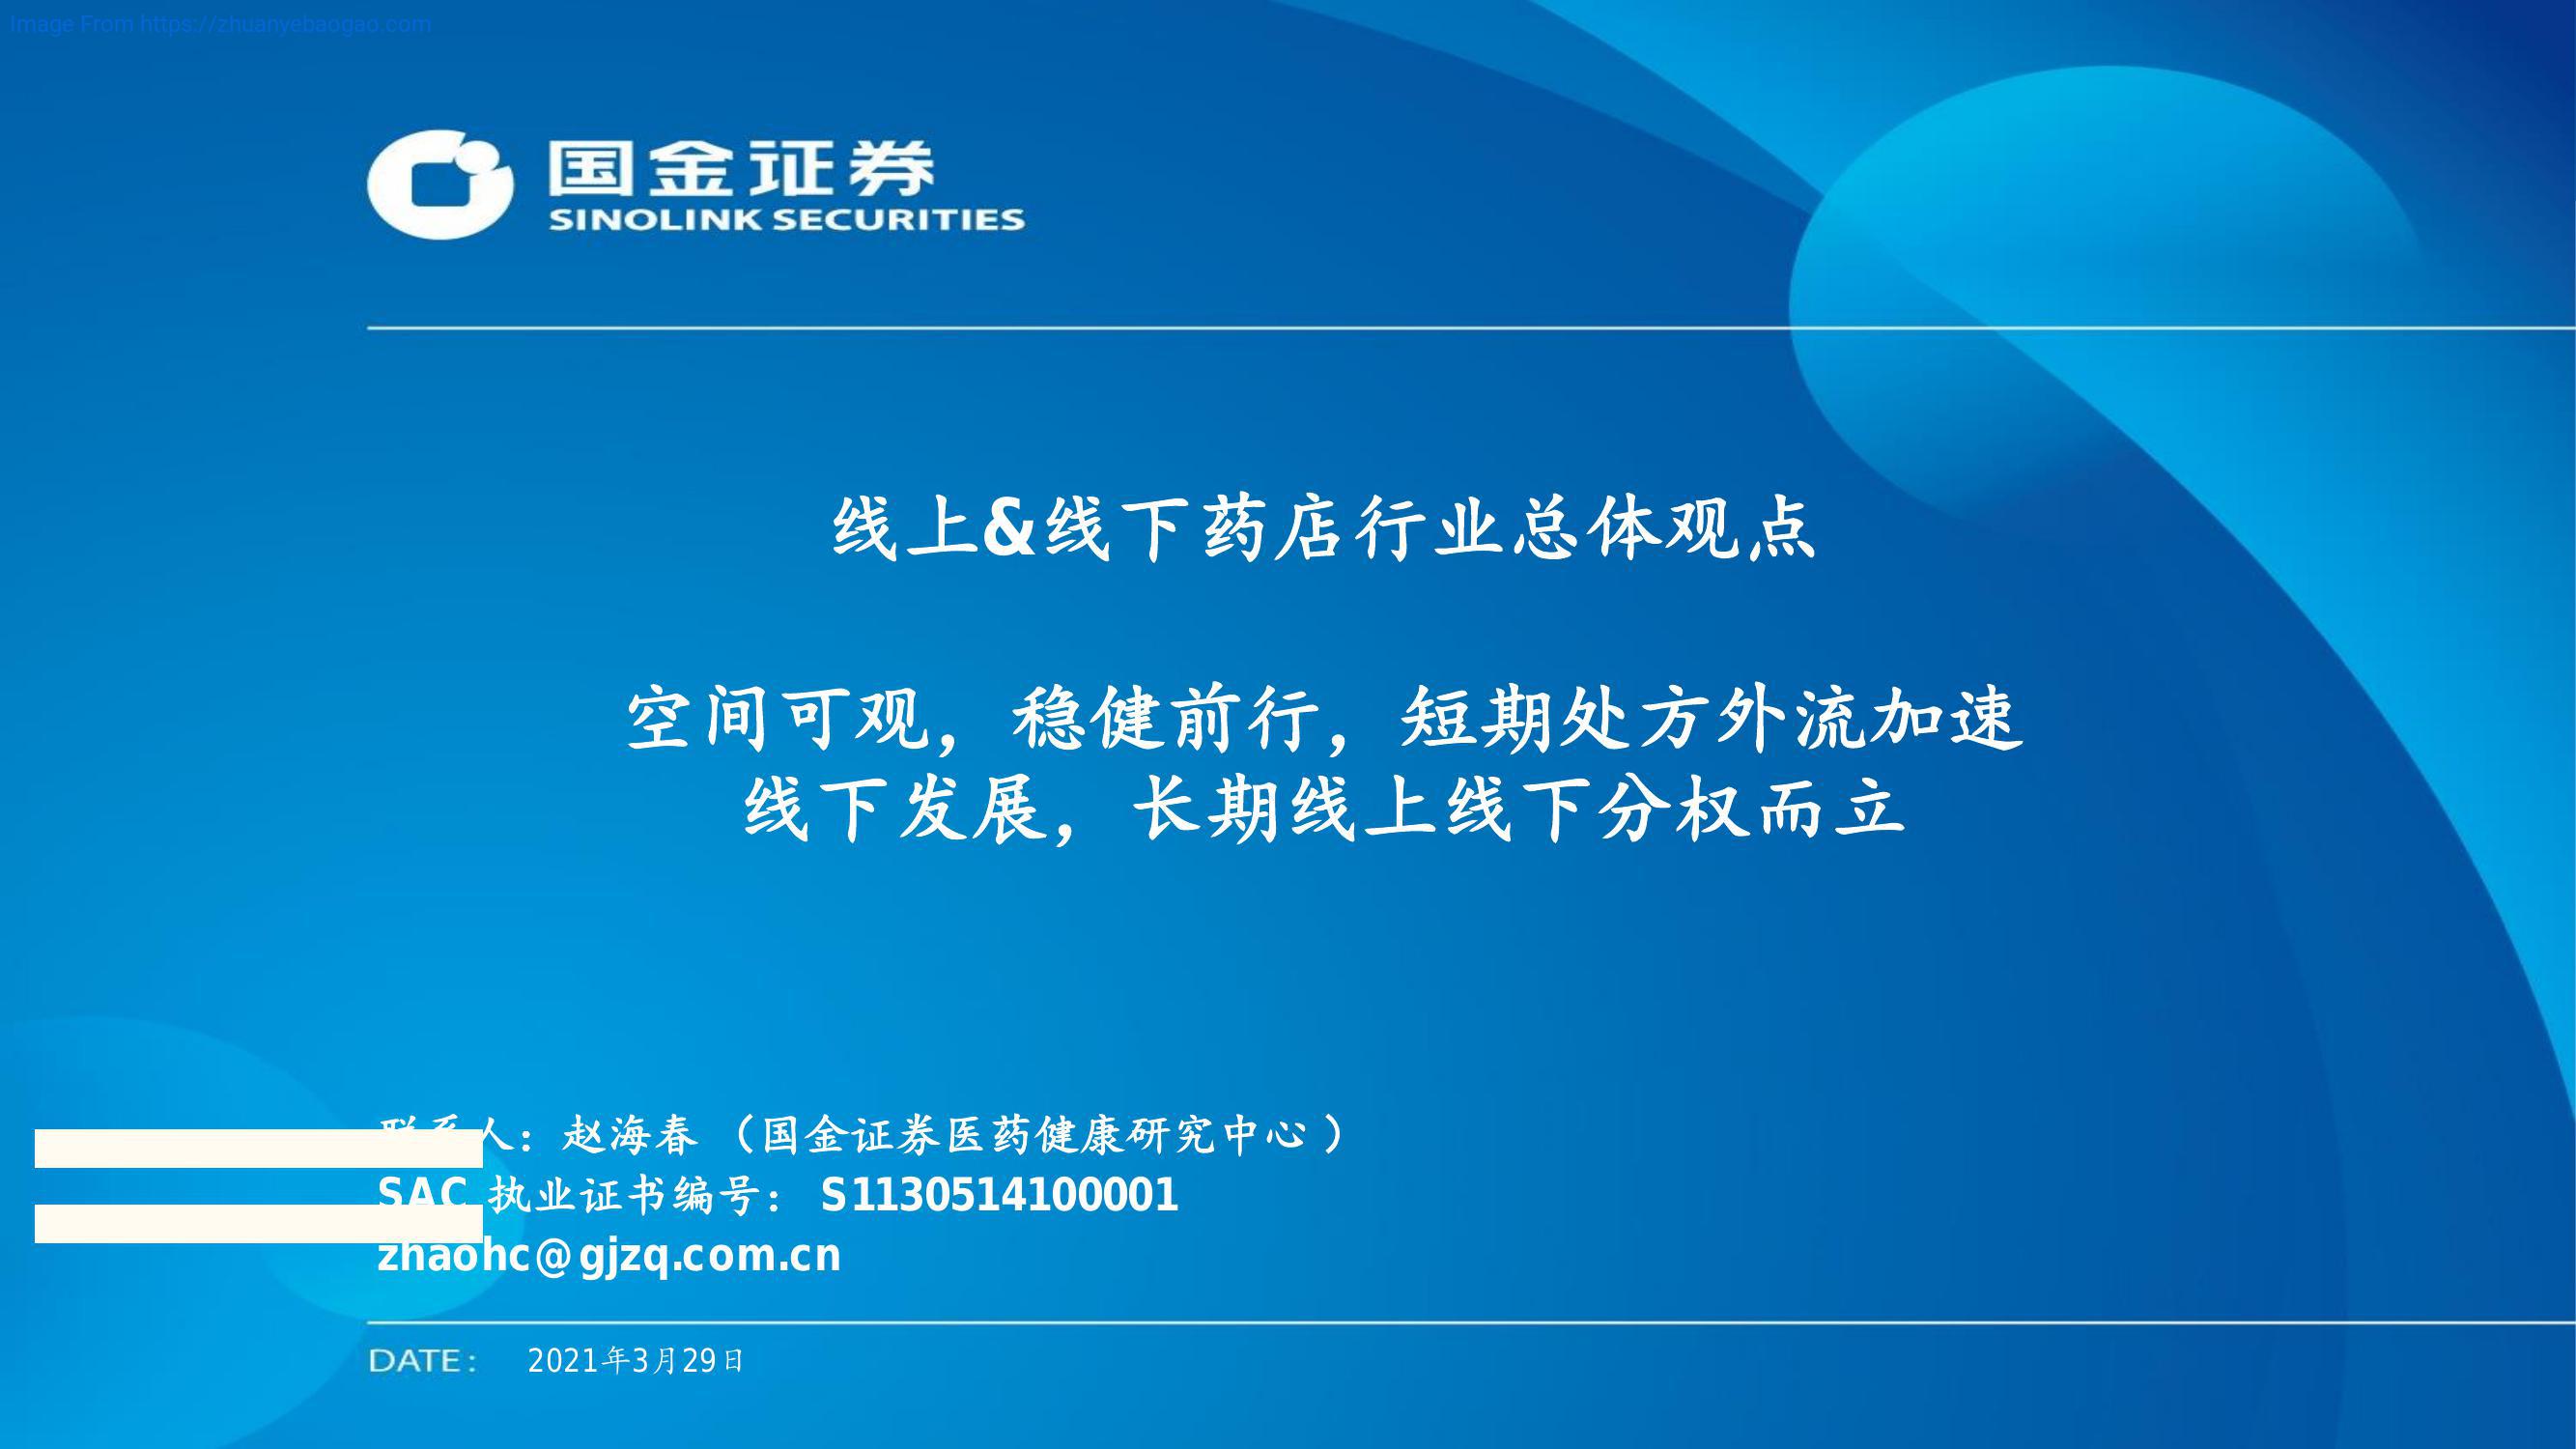 Image From https://zhuanyebaogao.com
国金证券
SINOLINK SECURITIES
线上&线下药店行业总体观点
空间可观，稳健前行，短期处方外流加速
线下发展，长期线上线下分权而立
联系人：赵海春 （国金证券医药健康研究中心 ）
SAC 执业证书编号： S1130514100001
zhaohc@gjzq.com.cn
DATE： 2021年3月29日